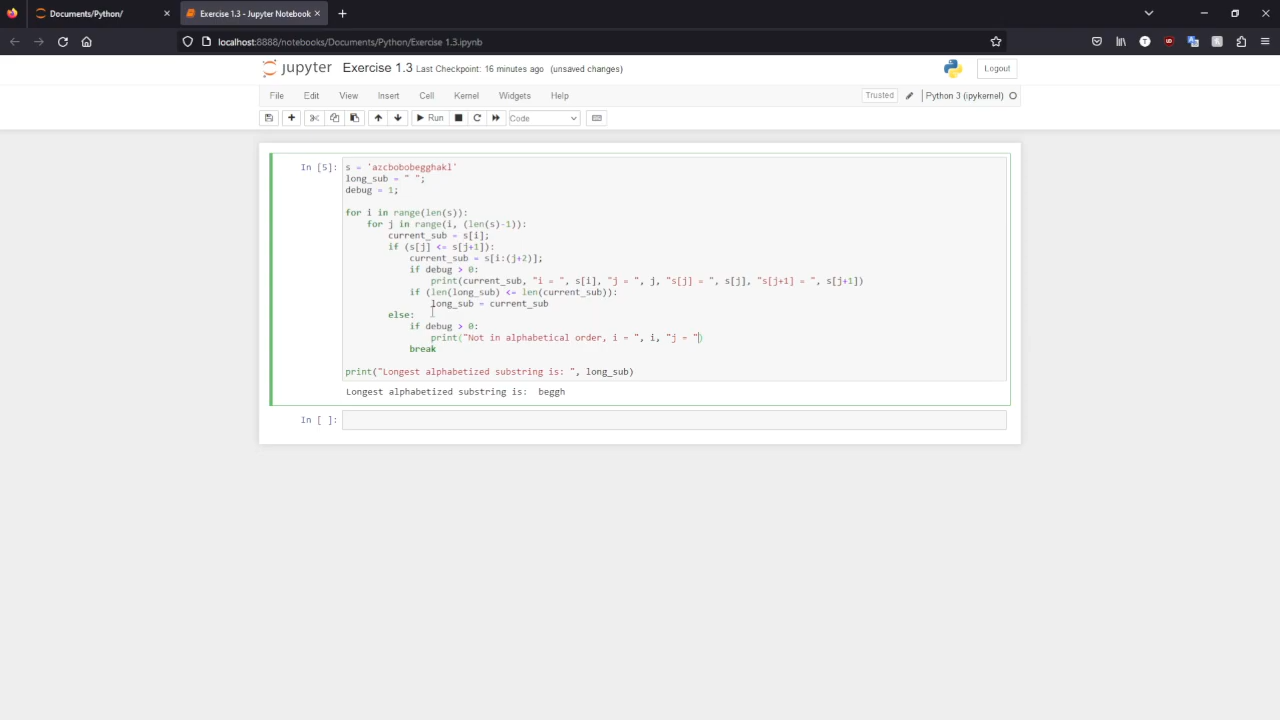 Documents/Python/
Exercise 1.3 - Jupyter Notebook
localhost:8888/notebooks/Documents/Python/Exercise 1.3.ipynb
jupyter Exercise 1.3 Last Checkpoint: 16 minutes ago (unsaved changes) Logout
File Edit View Insert Cell Kernel Widgets Help Trusted Python 3 (ipykernel)
Run Code
In [5]: s = 'azcbobobegghakl'
long_sub = " ";
debug = 1;
for i in range(len(s)):
    for j in range(i, (len(s)-1)):
        current_sub = s[i];
        if (s[j] <= s[j+1]):
            current_sub = s[i:(j+2)];
            if debug > 0:
                print(current_sub, "i = ", s[i], "j = ", j, "s[j] = ", s[j], "s[j+1] = ", s[j+1])
            if (len(long_sub) <= len(current_sub)):
                long_sub = current_sub
        else:
            if debug > 0:
                print("Not in alphabetical order, i = ", i, "j = ")
            break
print("Longest alphabetized substring is: ", long_sub)
Longest alphabetized substring is:  beggh
In [ ]: